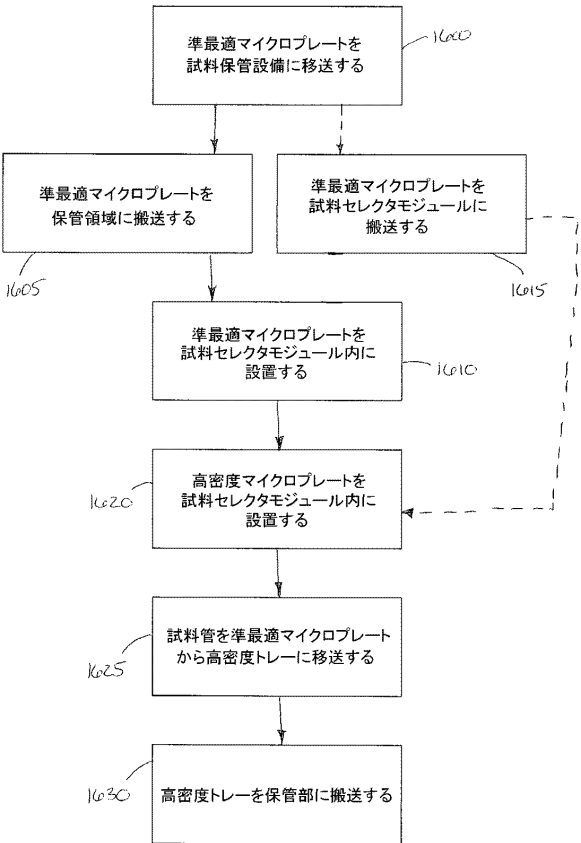 準最適マイクロプレートを
試料保管設備に移送する
1600
準最適マイクロプレートを
保管領域に搬送する
1605
準最適マイクロプレートを
試料セレクタモジュールに
搬送する
1615
準最適マイクロプレートを
試料セレクタモジュール内に
設置する
1610
高密度マイクロプレートを
試料セレクタモジュール内に
設置する
1620
試料管を準最適マイクロプレート
から高密度トレーに移送する
1625
高密度トレーを保管部に搬送する
1630